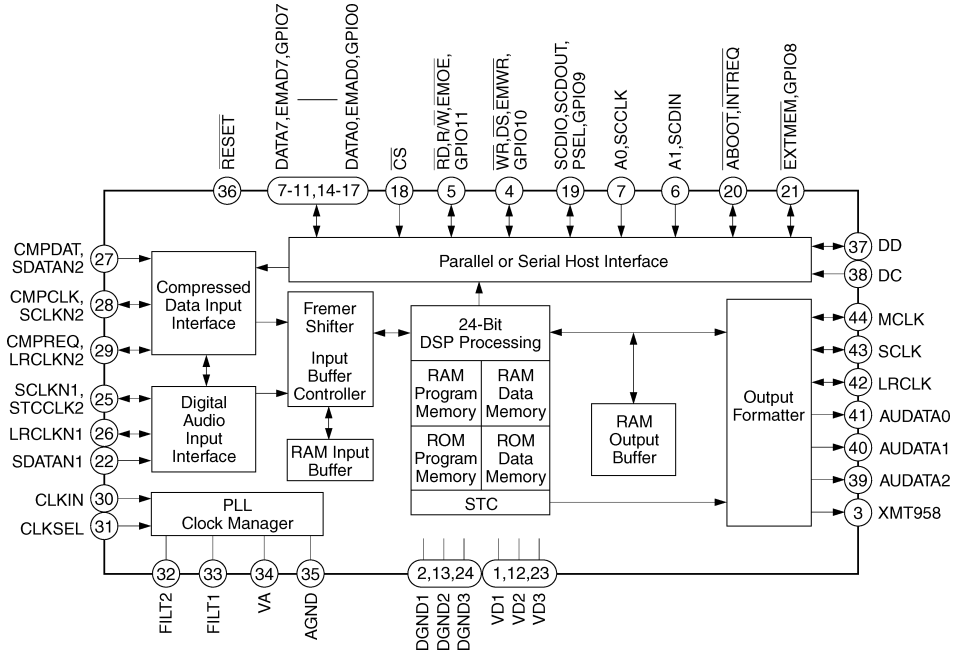 DATA7,EMAD7,GPIO7
DATA0,EMAD0,GPIO0
RESET
CS
RD,R/W,EMOE,
GPIO11
WR,DS,EMWR,
GPIO10
SCDIO,SCDOUT,
PSEL,GPIO9
A0,SCCLK
A1,SCDIN
ABOOT,INTREQ
EXTMEM,GPIO8
36
7-11,14-17
18
5
4
19
7
6
20
21
CMPDAT,
SDATAN2
27
CMPCLK,
SCLKN2
28
CMPREQ,
LRCLKN2
29
SCLKN1,
STCCLK2
25
LRCLKN1
26
SDATAN1
22
CLKIN
30
CLKSEL
31
Compressed
Data Input
Interface
Digital
Audio
Input
Interface
Fremer
Shifter
Input
Buffer
Controller
RAM Input
Buffer
PLL
Clock Manager
Parallel or Serial Host Interface
24-Bit
DSP Processing
RAM
Program
Memory
RAM
Data
Memory
ROM
Program
Memory
ROM
Data
Memory
STC
RAM
Output
Buffer
Output
Formatter
37
DD
38
DC
44
MCLK
43
SCLK
42
LRCLK
41
AUDATA0
40
AUDATA1
39
AUDATA2
3
XMT958
32
33
34
35
2,13,24
1,12,23
FILT2
FILT1
VA
AGND
DGND1
DGND2
DGND3
VD1
VD2
VD3